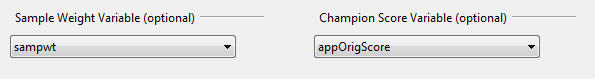 Sample Weight Variable (optional)
sampwt
Champion Score Variable (optional)
appOrigScore